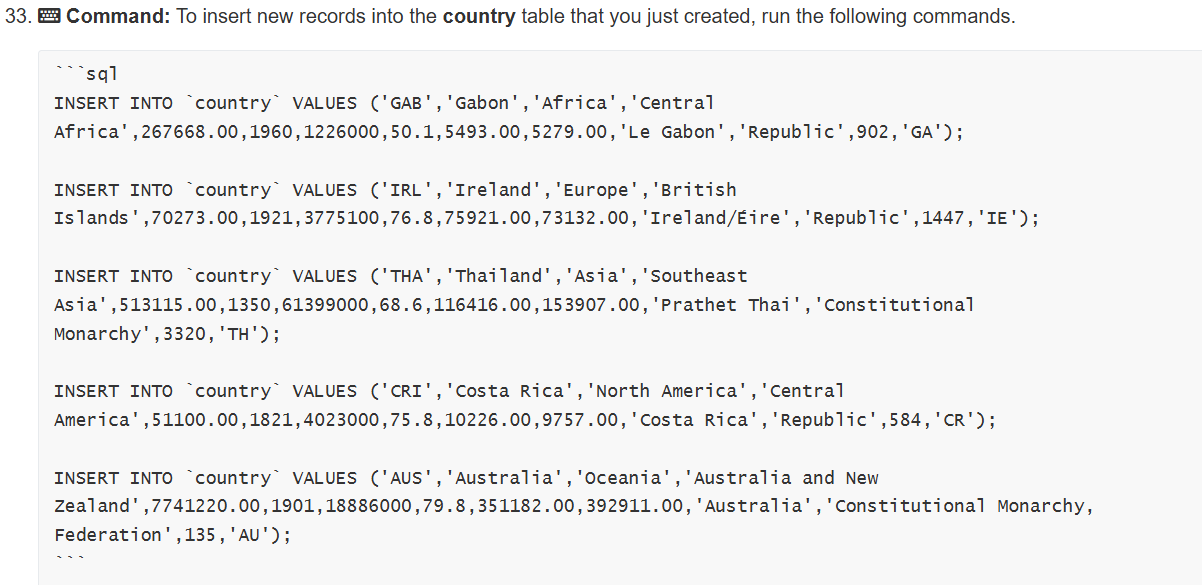 33. ⌨ Command: To insert new records into the country table that you just created, run the following commands.
```sql
INSERT INTO `country` VALUES ('GAB','Gabon','Africa','Central
Africa',267668.00,1960,1226000,50.1,5493.00,5279.00,'Le Gabon','Republic',902,'GA');
INSERT INTO `country` VALUES ('IRL','Ireland','Europe','British
Islands',70273.00,1921,3775100,76.8,75921.00,73132.00,'Ireland/Éire','Republic',1447,'IE');
INSERT INTO `country` VALUES ('THA','Thailand','Asia','Southeast
Asia',513115.00,1350,61399000,68.6,116416.00,153907.00,'Prathet Thai','Constitutional
Monarchy',3320,'TH');
INSERT INTO `country` VALUES ('CRI','Costa Rica','North America','Central
America',51100.00,1821,4023000,75.8,10226.00,9757.00,'Costa Rica','Republic',584,'CR');
INSERT INTO `country` VALUES ('AUS','Australia','Oceania','Australia and New
Zealand',7741220.00,1901,18886000,79.8,351182.00,392911.00,'Australia','Constitutional Monarchy,
Federation',135,'AU');
```